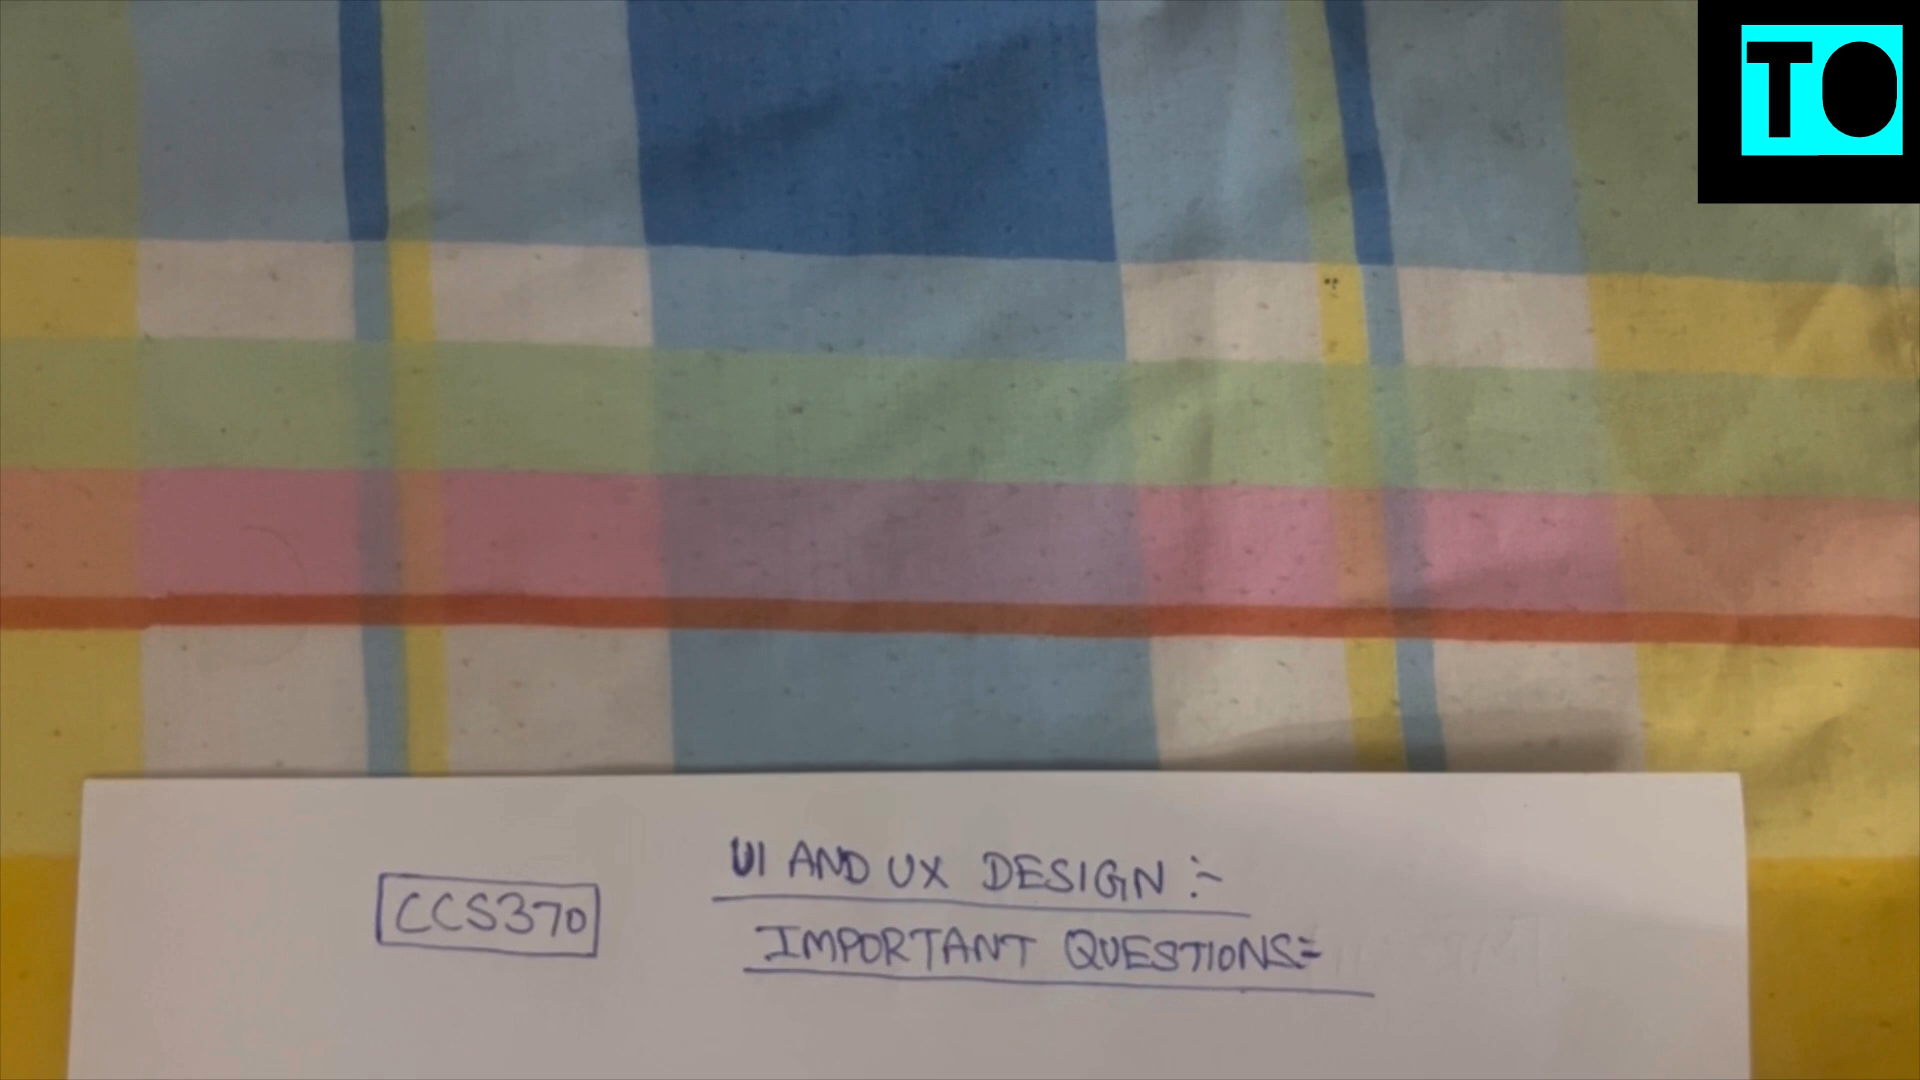 TO
UI AND UX DESIGN :-
CCS370
IMPORTANT QUESTIONS:-